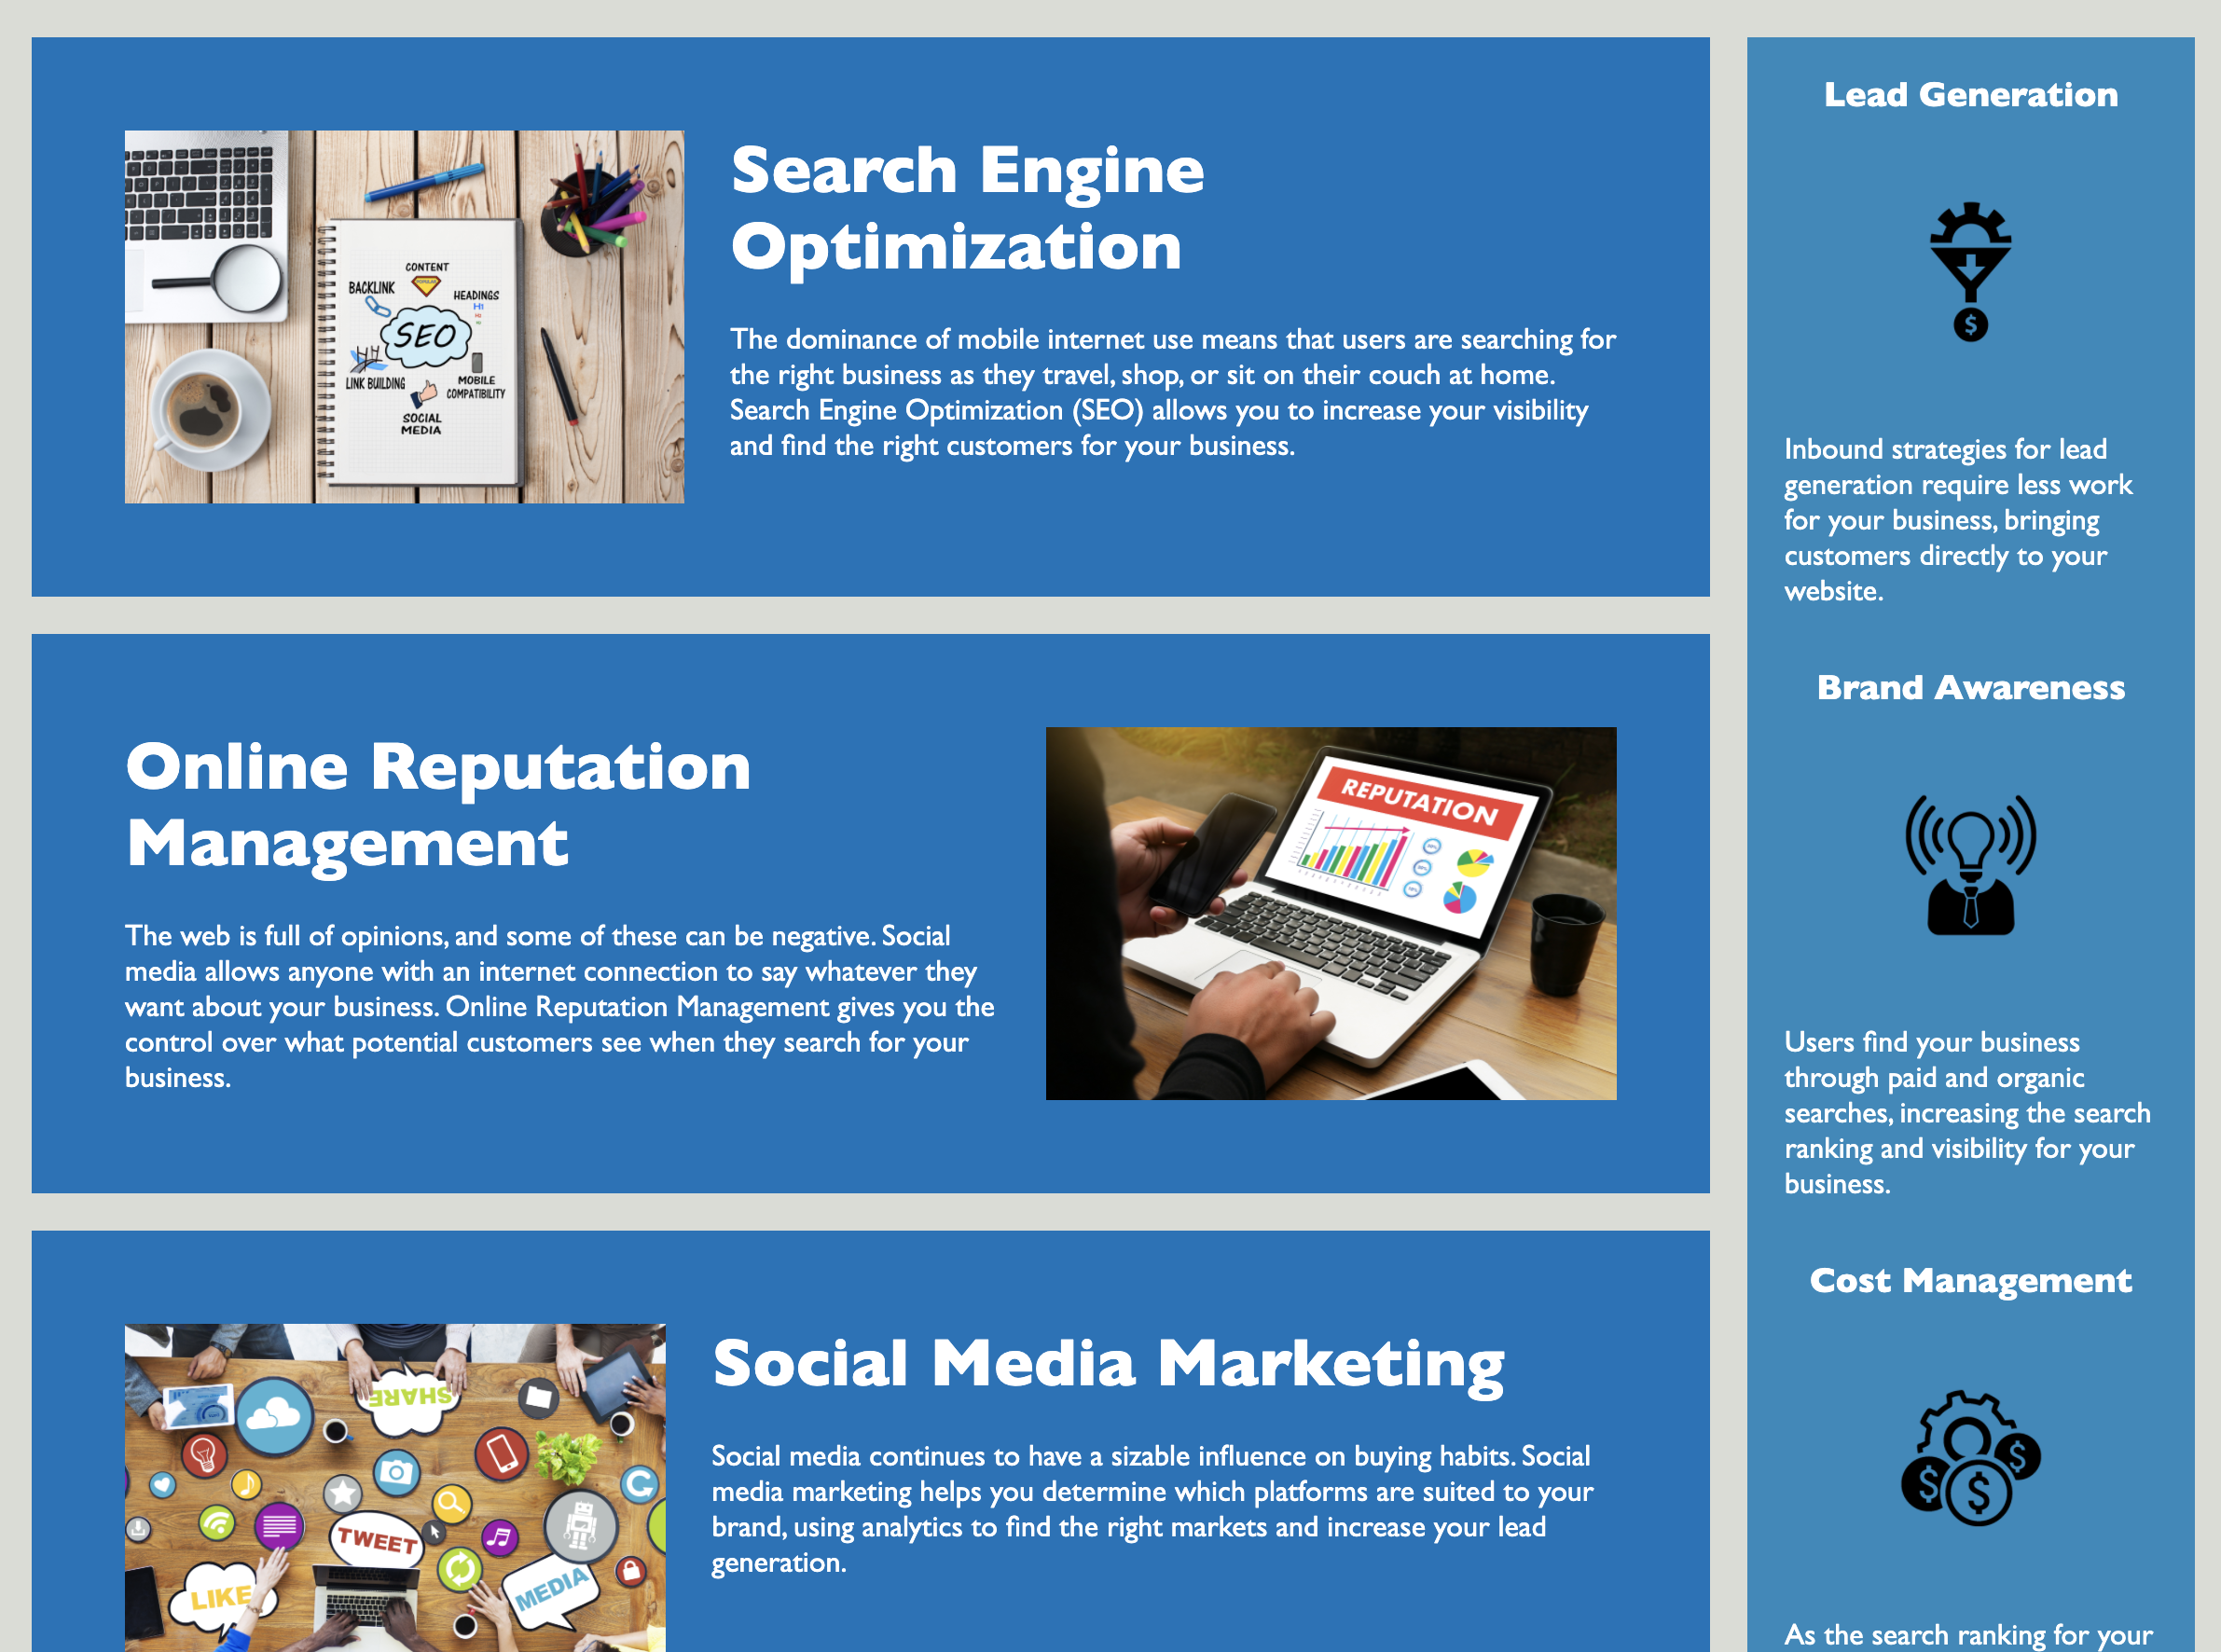 Search Engine
Optimization
The dominance of mobile internet use means that users are searching for
the right business as they travel, shop, or sit on their couch at home.
Search Engine Optimization (SEO) allows you to increase your visibility
and find the right customers for your business.
CONTENT
BACKLINK
HEADINGS
H1
SEO
LINK BUILDING
MOBILE
COMPATIBILITY
SOCIAL
MEDIA
Online Reputation
Management
The web is full of opinions, and some of these can be negative. Social
media allows anyone with an internet connection to say whatever they
want about your business. Online Reputation Management gives you the
control over what potential customers see when they search for your
business.
REPUTATION
Social Media Marketing
Social media continues to have a sizable influence on buying habits. Social
media marketing helps you determine which platforms are suited to your
brand, using analytics to find the right markets and increase your lead
generation.
SHARE
TWEET
LIKE
MEDIA
Lead Generation
$
Inbound strategies for lead
generation require less work
for your business, bringing
customers directly to your
website.
Brand Awareness
Users find your business
through paid and organic
searches, increasing the search
ranking and visibility for your
business.
Cost Management
$ $ $
As the search ranking for your